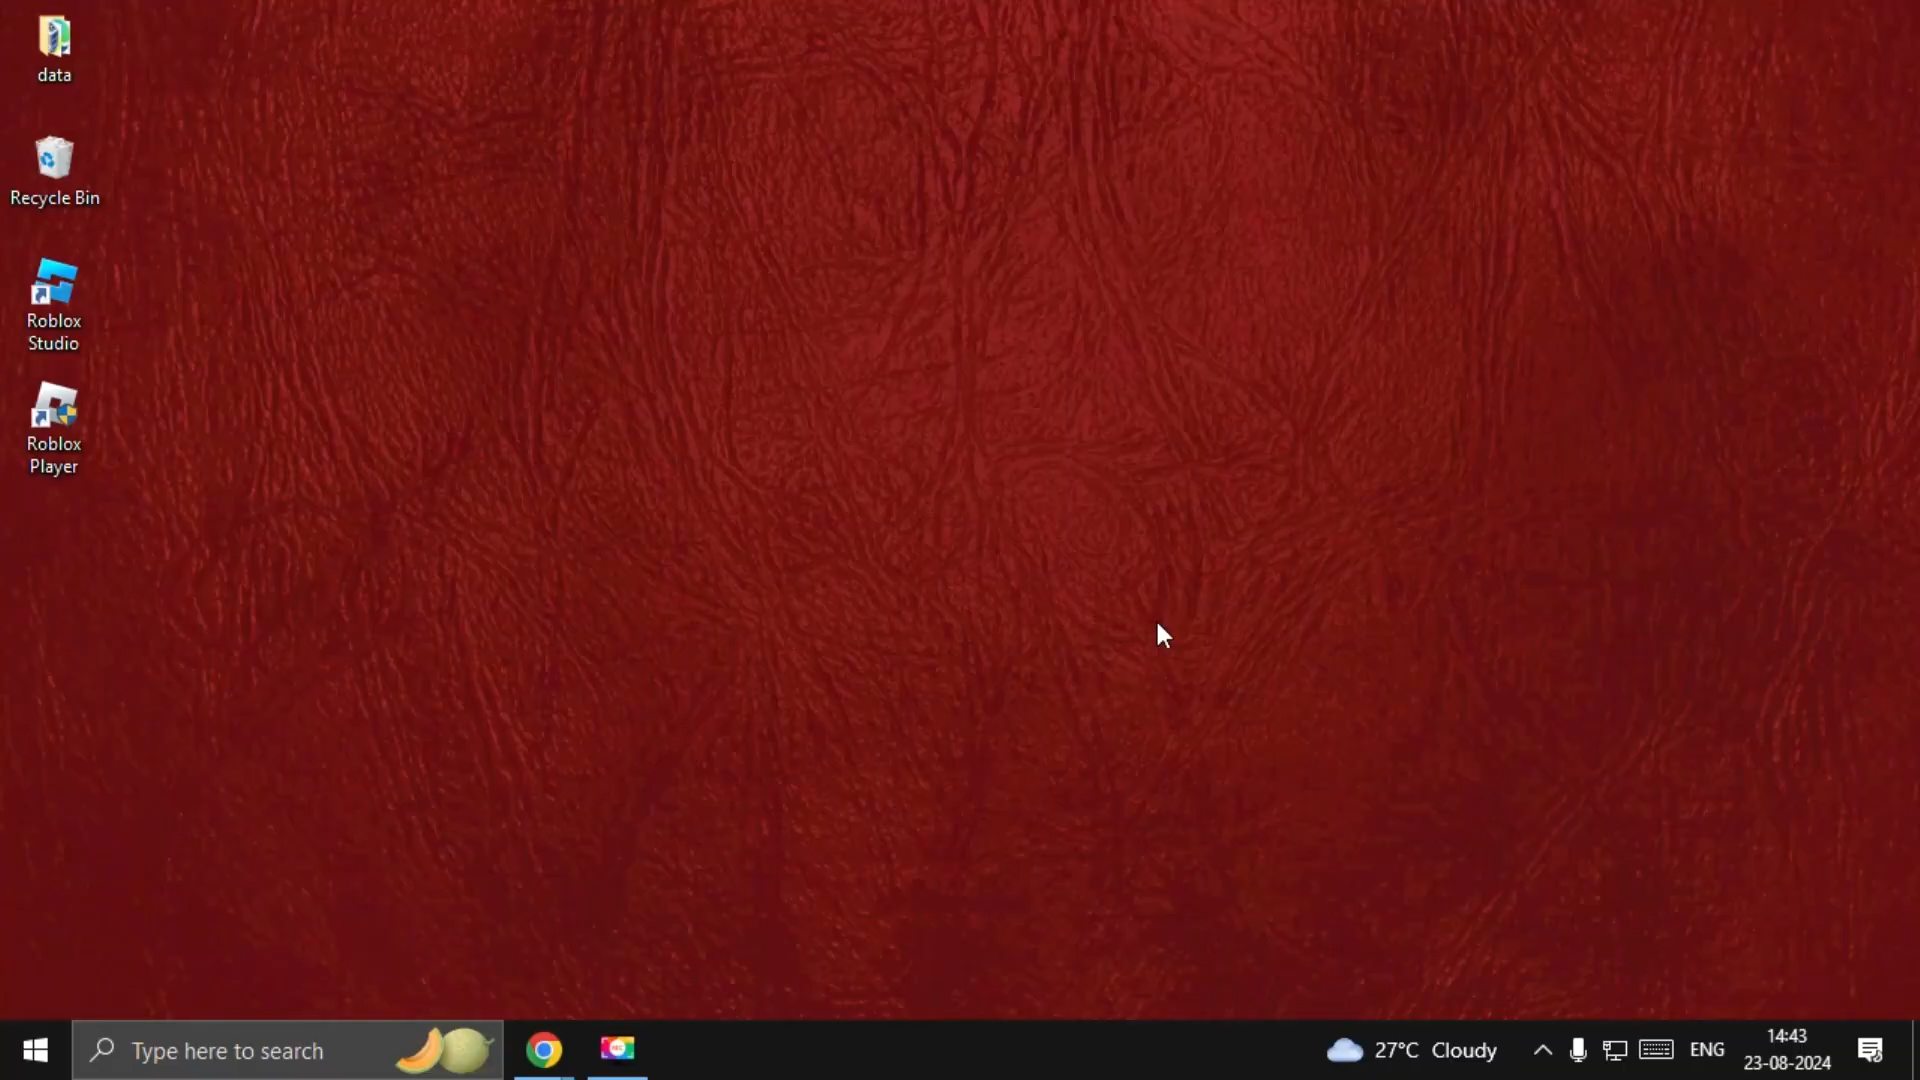 data
Recycle Bin
Roblox
Studio
Roblox
Player
Type here to search
27°C Cloudy
ENG
14:43
23-08-2024